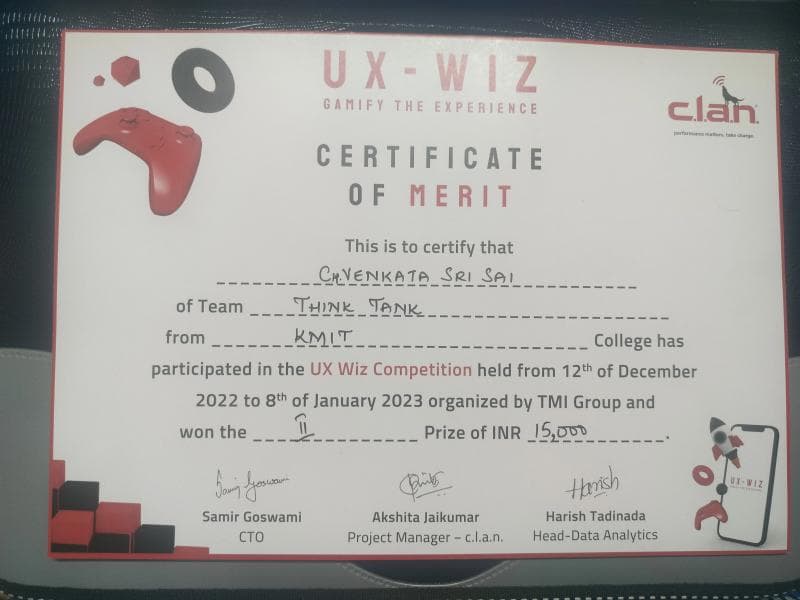 UX-WIZ
GAMIFY THE EXPERIENCE
c.l.a.n.
performance matters, take charge.
CERTIFICATE
OF MERIT
This is to certify that
CH.VENKATA SRI SAI
of Team THINK TANK
from KMIT College has
participated in the UX Wiz Competition held from 12th of December
2022 to 8th of January 2023 organized by TMI Group and
won the II Prize of INR 15,000.
Samir Goswami
Harish
Samir Goswami
CTO
Akshita Jaikumar
Project Manager – c.l.a.n.
Harish Tadinada
Head-Data Analytics
UX-WIZ